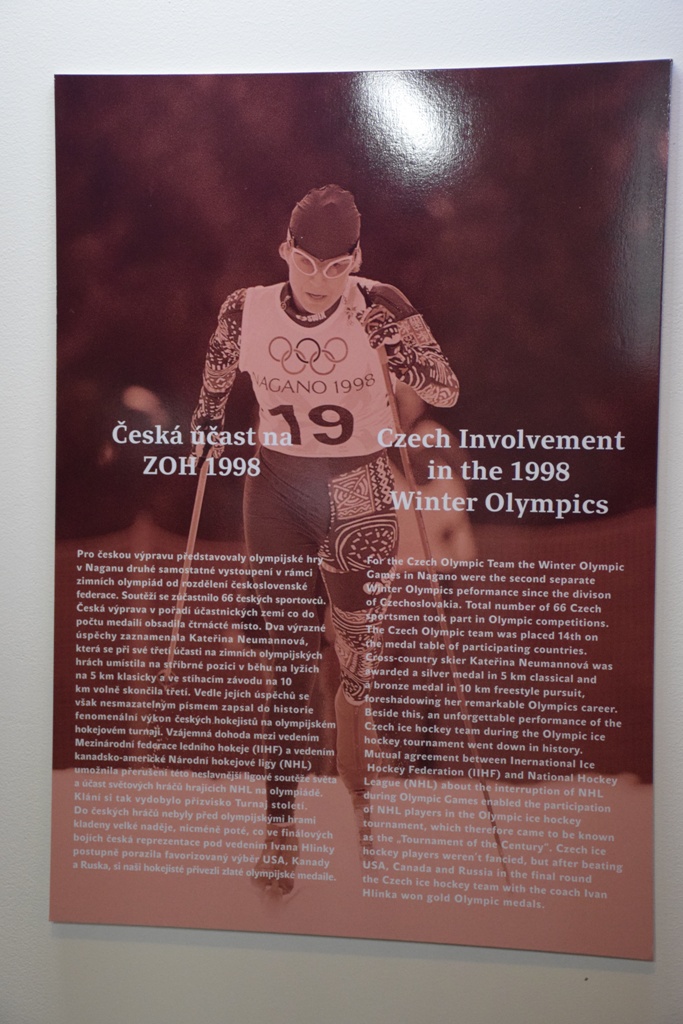 NAGANO 1998
19
Česká účast na
ZOH 1998
Pro českou výpravu představovaly olympijské hry
v Naganu druhé samostatné vystoupení v rámci
zimních olympiád od rozdělení československé
federace. Soutěží se zúčastnilo 66 českých sportovců.
Česká výprava v pořadí účastnických zemí co do
počtu medailí obsadila čtrnácté místo. Dva výrazné
úspěchy zaznamenala Kateřina Neumannová,
která se při své třetí účasti na zimních olympijských
hrách umístila na stříbrné pozici v běhu na lyžích
na 5 km klasicky a ve stíhacím závodu na 10
km volně skončila třetí. Vedle jejích úspěchů se
však nesmazatelným písmem zapsal do historie
fenomenální výkon českých hokejistů na olympijském
hokejovém turnaji. Vzájemná dohoda mezi vedením
Mezinárodní federace ledního hokeje (IIHF) a vedením
kanadsko-americké Národní hokejové ligy (NHL)
umožnila přerušení této nejslavnější ligové soutěže světa
a účast světových hráčů hrajících NHL na olympiádě.
Klání si tak vydobylo přízvisko Turnaj století.
Do českých hráčů nebyly před olympijskými hrami
kladeny velké naděje, nicméně poté, co ve finálových
bojích česká reprezentace pod vedením Ivana Hlinky
postupně porazila favorizovaný výběr USA, Kanady
a Ruska, si naši hokejisté přivezli zlaté olympijské medaile.
Czech Involvement
in the 1998
Winter Olympics
For the Czech Olympic Team the Winter Olympic
Games in Nagano were the second separate
Winter Olympics peformance since the divison
of Czechoslovakia. Total number of 66 Czech
sportsmen took part in Olympic competitions.
The Czech Olympic team was placed 14th on
the medal table of participating countries.
Cross-country skier Kateřina Neumannová was
awarded a silver medal in 5 km classical and
a bronze medal in 10 km freestyle pursuit,
foreshadowing her remarkable Olympics career.
Beside this, an unforgettable performance of the
Czech ice hockey team during the Olympic ice
hockey tournament went down in history.
Mutual agreement between Inernational Ice
Hockey Federation (IIHF) and National Hockey
League (NHL) about the interruption of NHL
during Olympic Games enabled the participation
of NHL players in the Olympic ice hockey
tournament, which therefore came to be known
as the „Tournament of the Century“. Czech ice
hockey players weren't fancied, but after beating
USA, Canada and Russia in the final round
the Czech ice hockey team with the coach Ivan
Hlinka won gold Olympic medals.